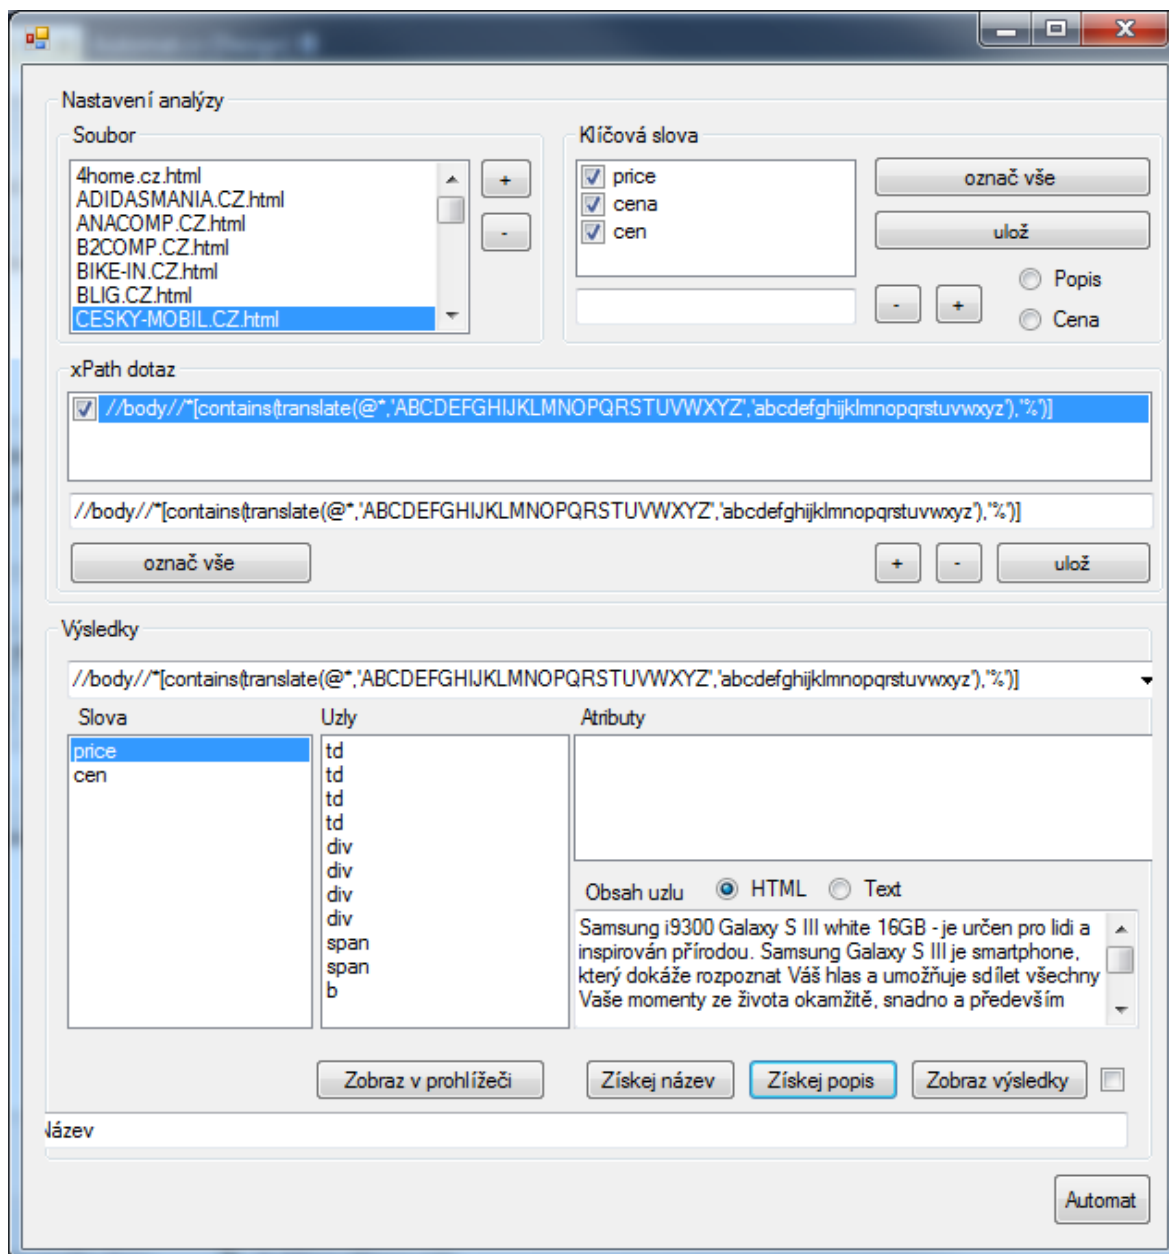 Nastavení analýzy
Soubor
4home.cz.html
ADIDASMANIA.CZ.html
ANACOMP.CZ.html
B2COMP.CZ.html
BIKE-IN.CZ.html
BLIG.CZ.html
CESKY-MOBIL.CZ.html
+
-
Klíčová slova
price
cena
cen
označ vše
ulož
-
+
Popis
Cena
xPath dotaz
//body//*[contains(translate(@*,'ABCDEFGHIJKLMNOPQRSTUVWXYZ','abcdefghijklmnopqrstuvwxyz'),'%')]
//body//*[contains(translate(@*,'ABCDEFGHIJKLMNOPQRSTUVWXYZ','abcdefghijklmnopqrstuvwxyz'),'%')]
označ vše
+
-
ulož
Výsledky
//body//*[contains(translate(@*,'ABCDEFGHIJKLMNOPQRSTUVWXYZ','abcdefghijklmnopqrstuvwxyz'),'%')]
Slova
price
cen
Uzly
td
td
td
td
div
div
div
div
span
span
b
Atributy
Obsah uzlu
HTML
Text
Samsung i9300 Galaxy S III white 16GB - je určen pro lidi a
inspirován přírodou. Samsung Galaxy S III je smartphone,
který dokáže rozpoznat Váš hlas a umožňuje sdílet všechny
Vaše momenty ze života okamžitě, snadno a především
Zobraz v prohlížeči
Získej název
Získej popis
Zobraz výsledky
Název
Automat